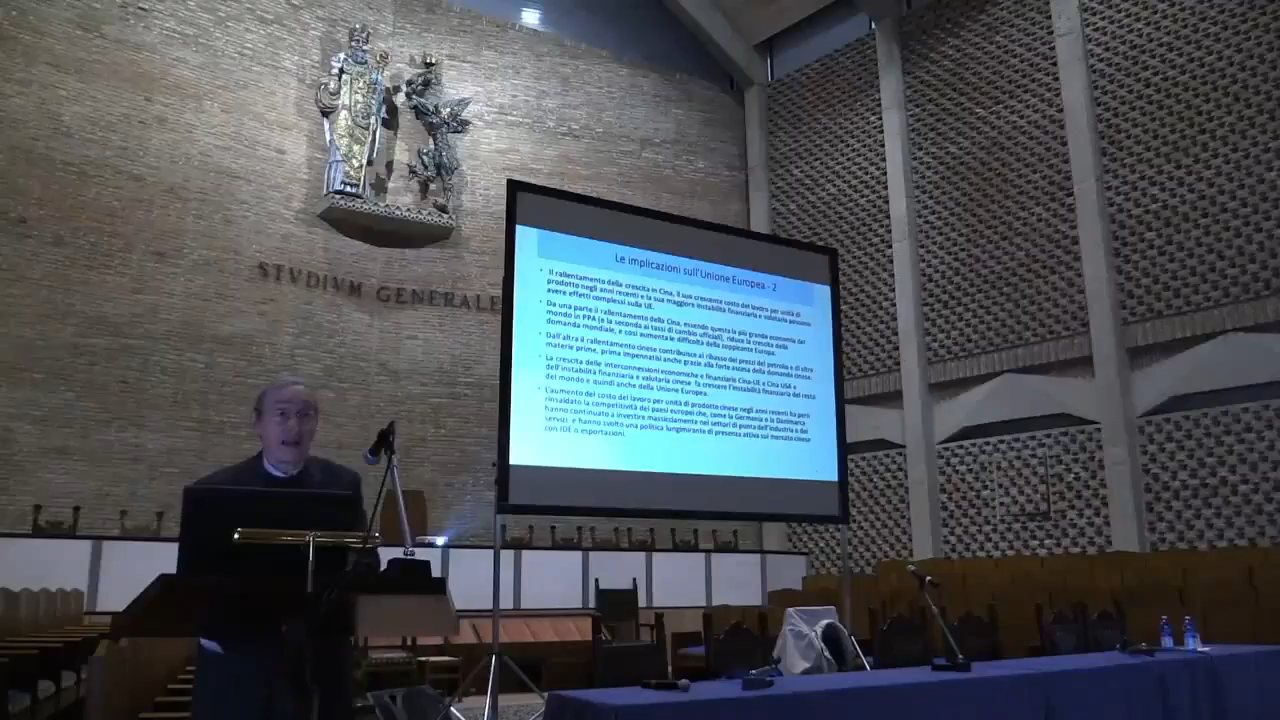 STVDIVM GENERALE
Le implicazioni sull'Unione Europea - 2
• Il rallentamento della crescita in Cina, il suo crescente costo del lavoro per unità di
prodotto negli anni recenti e la sua maggiore instabilità finanziaria e valutaria possono
avere effetti complessi sulla UE.
• Da una parte il rallentamento della Cina, essendo questa la più grande economia del
mondo in PPA (e la seconda ai tassi di cambio ufficiali), riduce la crescita della
domanda mondiale, e così aumenta le difficoltà della zoppicante Europa.
• Dall'altra il rallentamento cinese contribuisce al ribasso dei prezzi del petrolio e di altre
materie prime, prima impennatisi anche grazie alla forte ascesa della domanda cinese.
• La crescita delle interconnessioni economiche e finanziarie Cina-UE e Cina USA e
dell'instabilità finanziaria e valutaria cinese fa crescere l'instabilità finanziaria del resto
del mondo e quindi anche della Unione Europea.
• L'aumento del costo del lavoro per unità di prodotto cinese negli anni recenti ha però
rinsaldato la competitività dei paesi europei che, come la Germania o la Danimarca
hanno continuato a investire massicciamente nei settori di punta dell'industria o dei
servizi e hanno svolto una politica lungimirante di presenza attiva sul mercato cinese
con IDE o esportazioni.